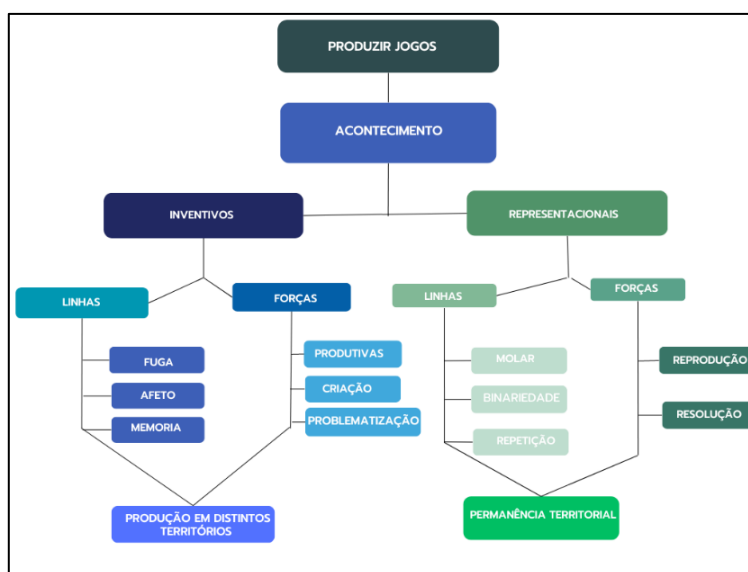 PRODUZIR JOGOS
ACONTECIMENTO
INVENTIVOS
REPRESENTACIONAIS
LINHAS
FORÇAS
LINHAS
FORÇAS
FUGA
AFETO
MEMORIA
PRODUTIVAS
CRIAÇÃO
PROBLEMATIZAÇÃO
MOLAR
BINARIEDADE
REPETIÇÃO
REPRODUÇÃO
RESOLUÇÃO
PRODUÇÃO EM DISTINTOS
TERRITÓRIOS
PERMANÊNCIA TERRITORIAL